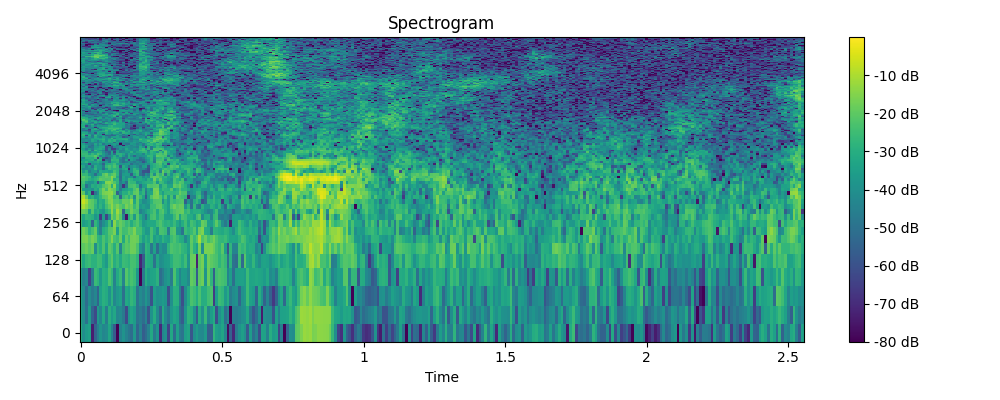 Spectrogram
Hz
4096
2048
1024
512
256
128
64
0
0
0.5
1
1.5
2
2.5
Time
-10 dB
-20 dB
-30 dB
-40 dB
-50 dB
-60 dB
-70 dB
-80 dB